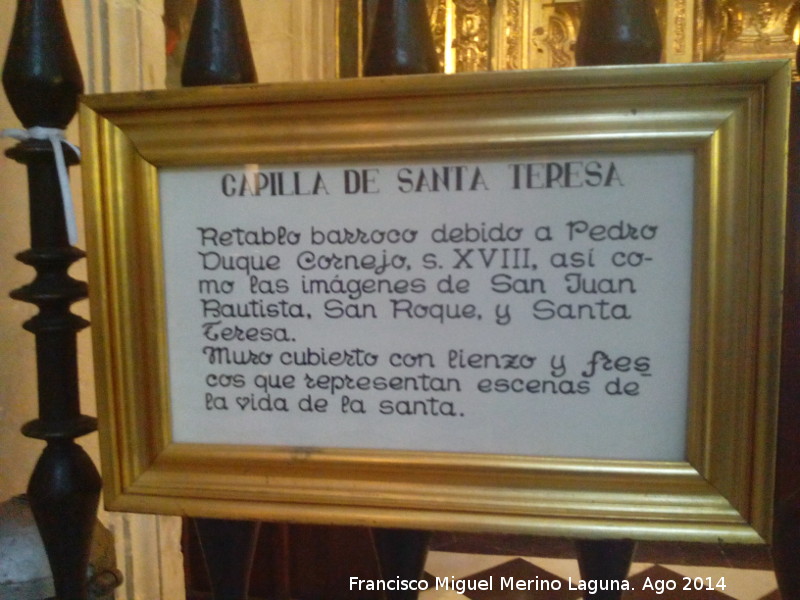 CAPILLA DE SANTA TERESA
Retablo barroco debido a Pedro
Duque Cornejo, s. XVIII, así co-
mo las imágenes de San Juan
Bautista, San Roque, y Santa
Teresa.
Muro cubierto con lienzo y fres_
cos que representan escenas de
la vida de la santa.
Francisco Miguel Merino Laguna. Ago 2014